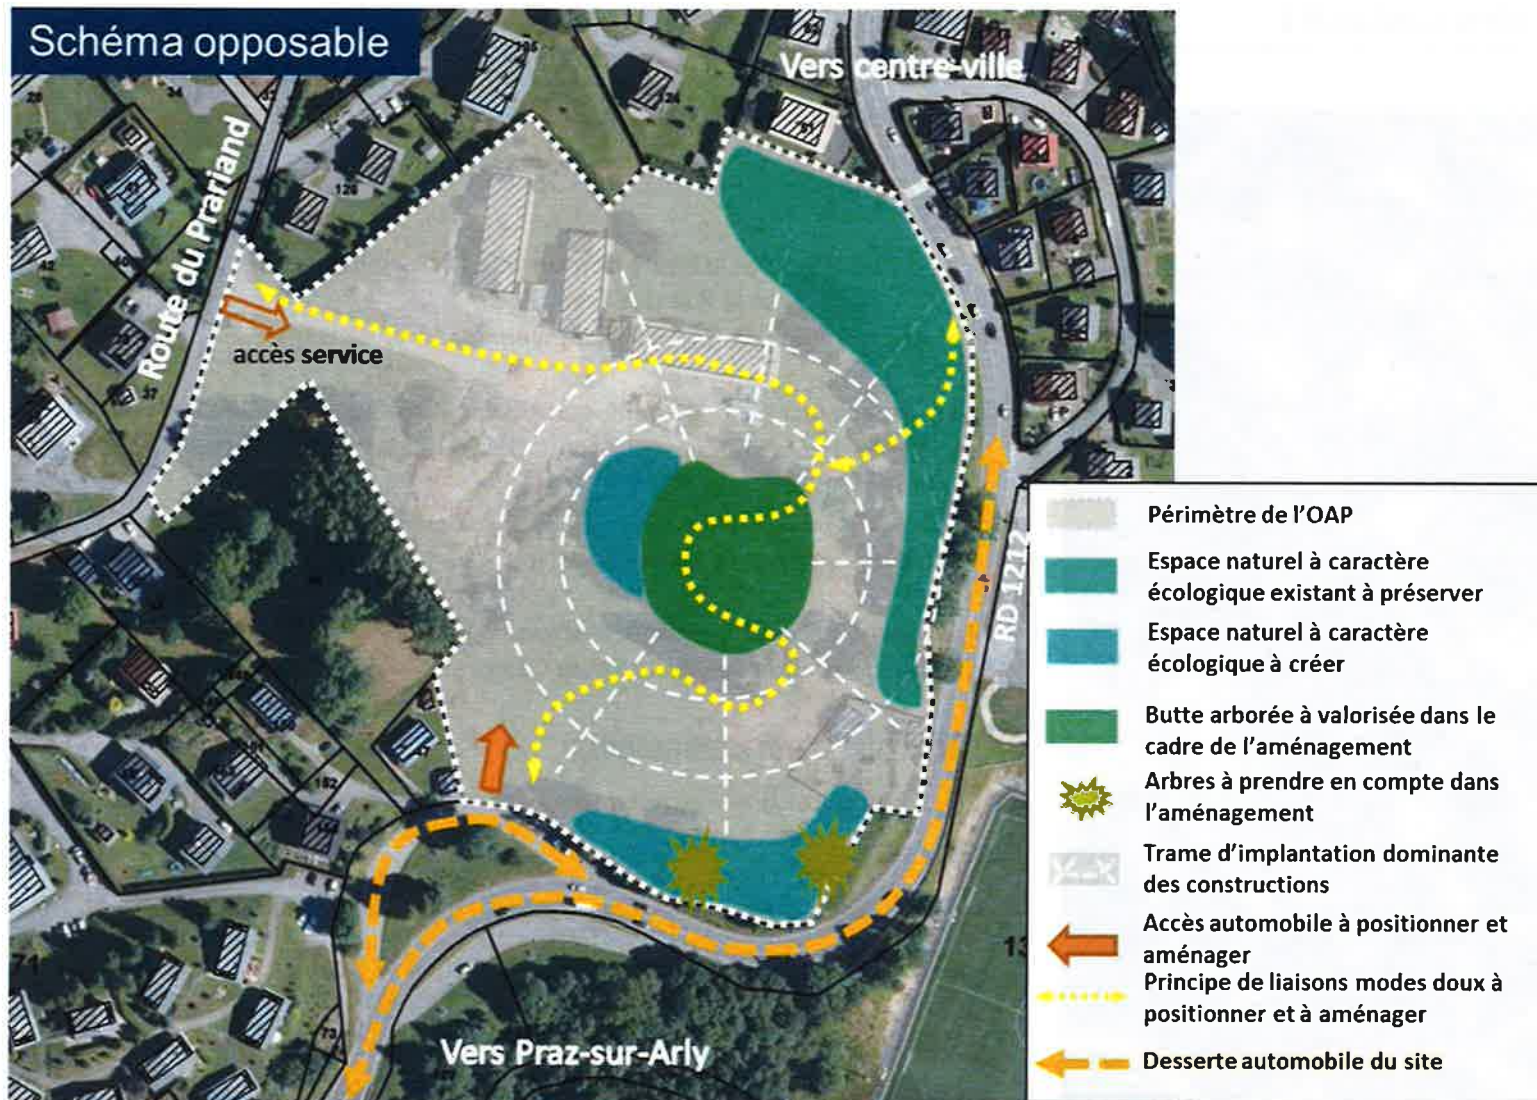 Schéma opposable
Vers centre-ville
Route du Prariand
accès service
RD 1212
Vers Praz-sur-Arly
Périmètre de l'OAP
Espace naturel à caractère
écologique existant à préserver
Espace naturel à caractère
écologique à créer
Butte arborée à valorisée dans le
cadre de l'aménagement
Arbres à prendre en compte dans
l'aménagement
Trame d'implantation dominante
des constructions
Accès automobile à positionner et
aménager
Principe de liaisons modes doux à
positionner et à aménager
Desserte automobile du site